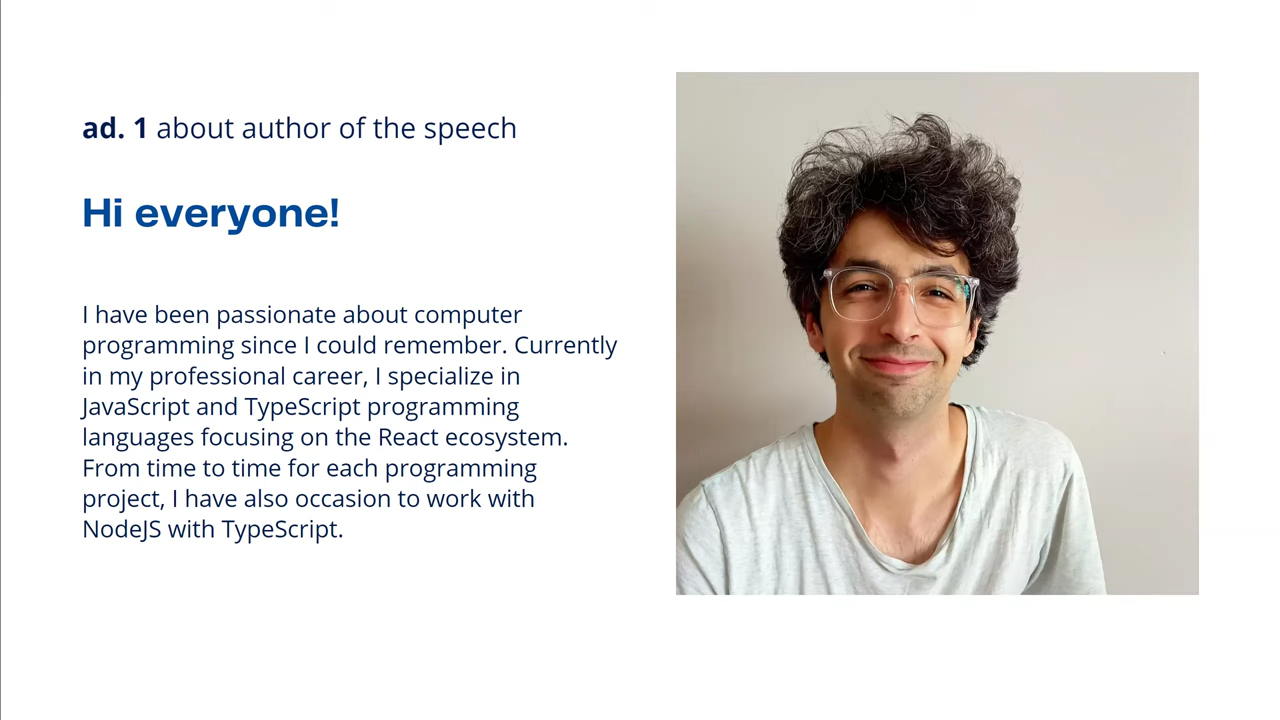 ad. 1 about author of the speech
Hi everyone!
I have been passionate about computer
programming since I could remember. Currently
in my professional career, I specialize in
JavaScript and TypeScript programming
languages focusing on the React ecosystem.
From time to time for each programming
project, I have also occasion to work with
NodeJS with TypeScript.